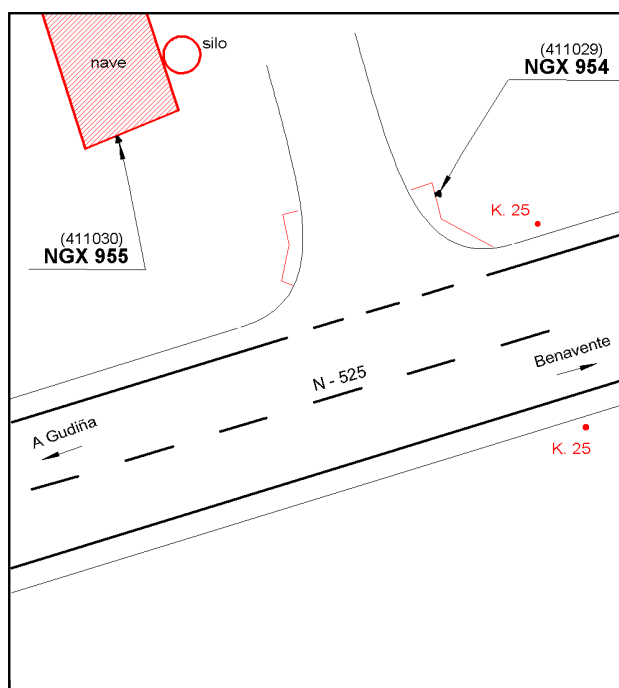 silo
nave
(411029)
NGX 954
K. 25
(411030)
NGX 955
N - 525
Benavente
A Gudiña
K. 25